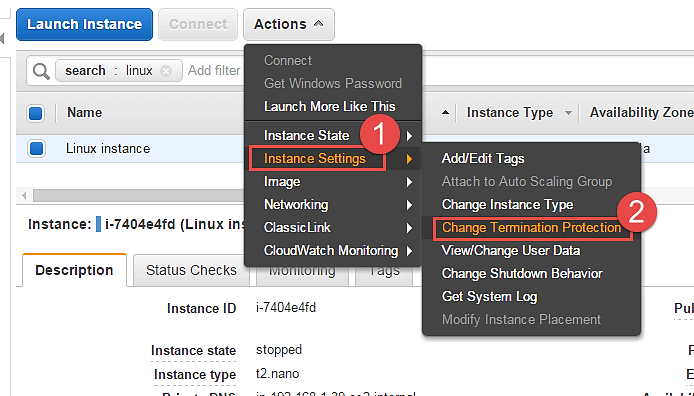 Launch Instance Connect Actions
search : linux Add filter
Name Instance Type Availability Zone
Linux instance a
Connect
Get Windows Password
Launch More Like This
Instance State
1
Instance Settings
Image
Networking
ClassicLink
CloudWatch Monitoring
Add/Edit Tags
Attach to Auto Scaling Group
Change Instance Type
2
Change Termination Protection
View/Change User Data
Change Shutdown Behavior
Get System Log
Modify Instance Placement
Instance: i-7404e4fd (Linux ins
Description Status Checks Monitoring Tags
Instance ID i-7404e4fd
Instance state stopped
Instance type t2.nano